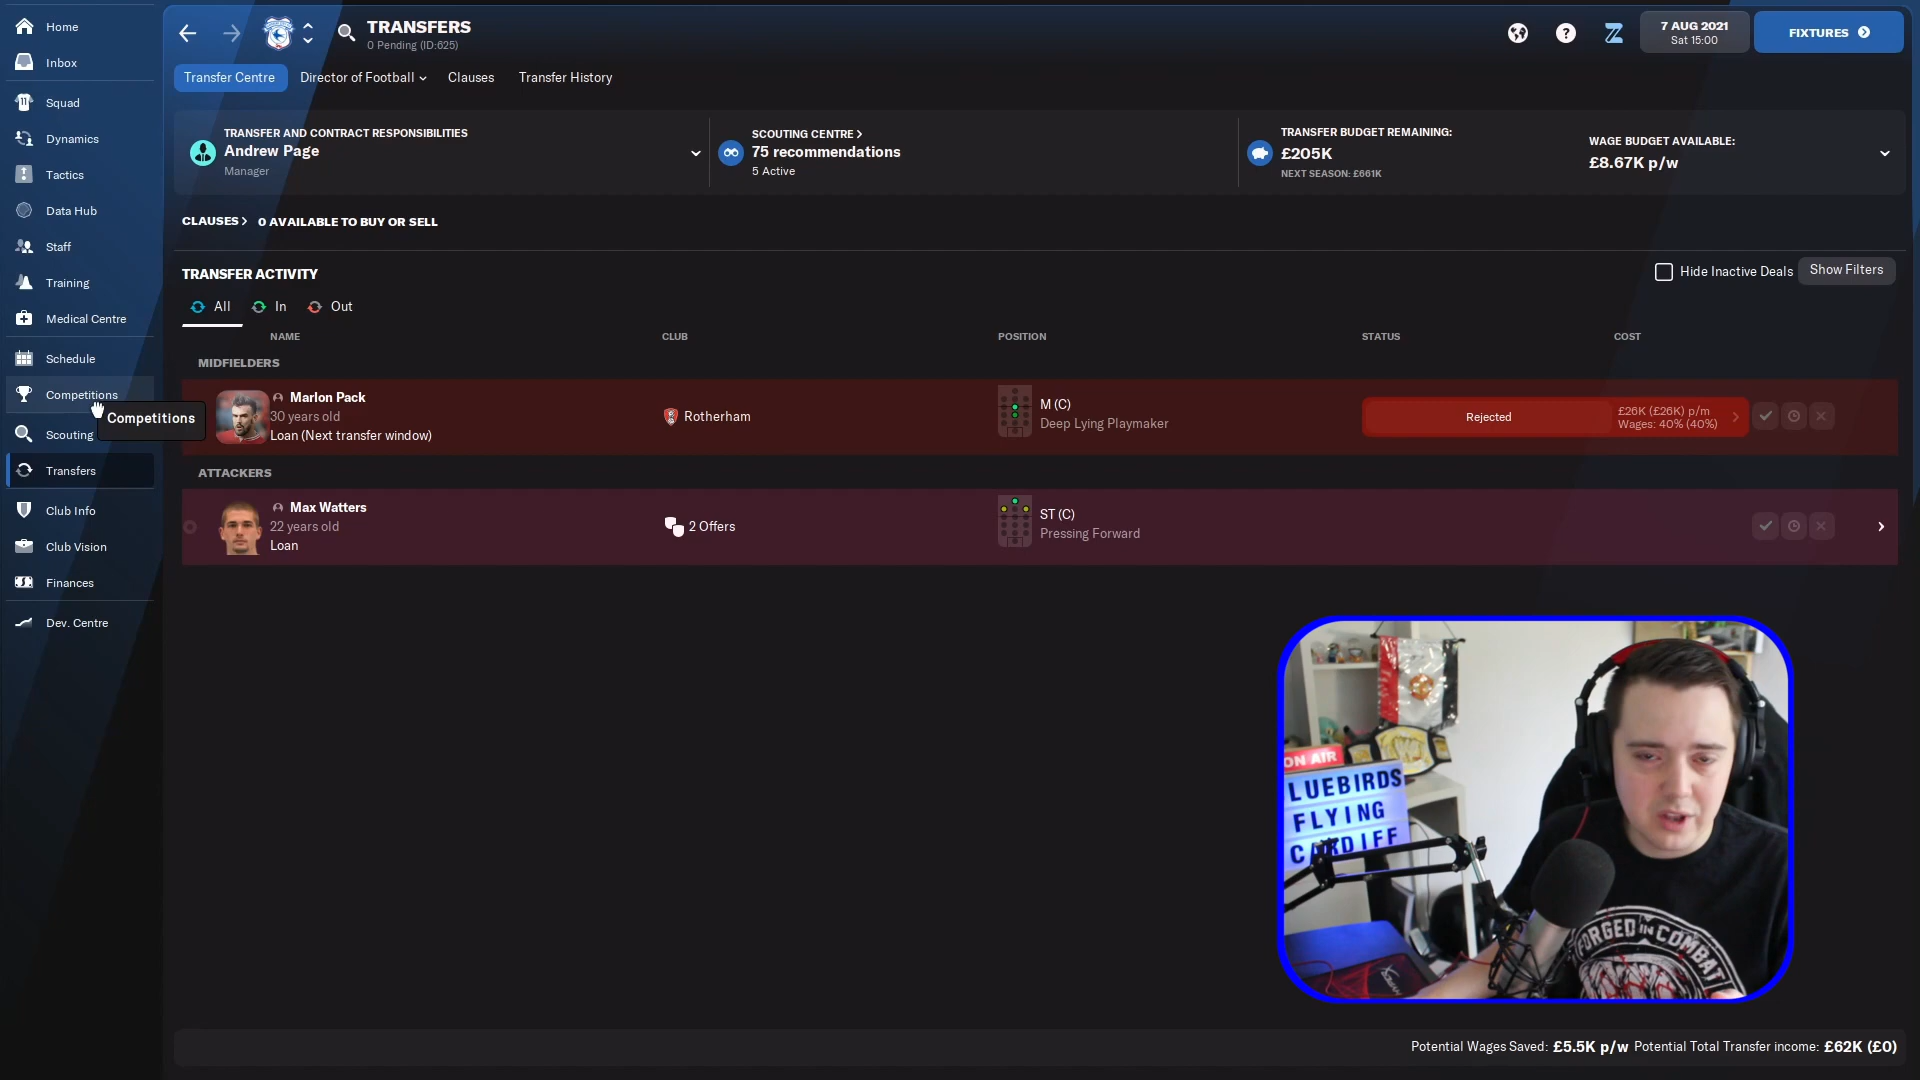 Home
Inbox
Squad
Dynamics
Tactics
Data Hub
Staff
Training
Medical Centre
Schedule
Competitions
Competitions
Scouting
Transfers
Club Info
Club Vision
Finances
Dev. Centre
TRANSFERS
0 Pending (ID:625)
7 AUG 2021
Sat 15:00
FIXTURES
Transfer Centre
Director of Football
Clauses
Transfer History
TRANSFER AND CONTRACT RESPONSIBILITIES
Andrew Page
Manager
SCOUTING CENTRE >
75 recommendations
5 Active
TRANSFER BUDGET REMAINING:
£205K
NEXT SEASON: £661K
WAGE BUDGET AVAILABLE:
£8.67K p/w
CLAUSES > 0 AVAILABLE TO BUY OR SELL
TRANSFER ACTIVITY
Hide Inactive Deals
Show Filters
All
In
Out
NAME
CLUB
POSITION
STATUS
COST
MIDFIELDERS
Marlon Pack
30 years old
Loan (Next transfer window)
Rotherham
M (C)
Deep Lying Playmaker
Rejected
£26K (£26K) p/m
Wages: 40% (40%)
ATTACKERS
Max Watters
22 years old
Loan
2 Offers
ST (C)
Pressing Forward
ON AIR
LUEBIRDS
FLYING
CARDIFF
FORGED IN COMBAT
Potential Wages Saved: £5.5K p/w Potential Total Transfer income: £62K (£0)